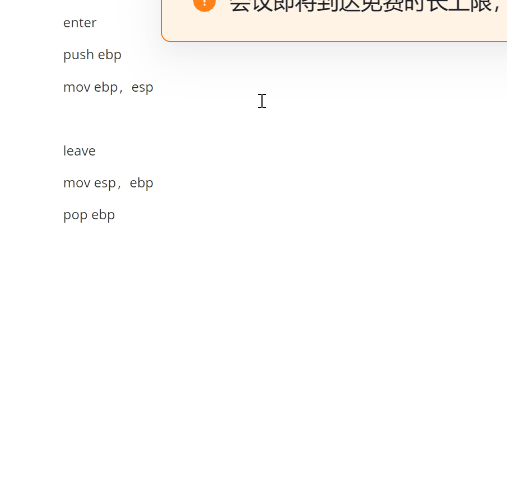 enter
会议即将到达免费时长上限，
push ebp
mov ebp，esp
leave
mov esp，ebp
pop ebp